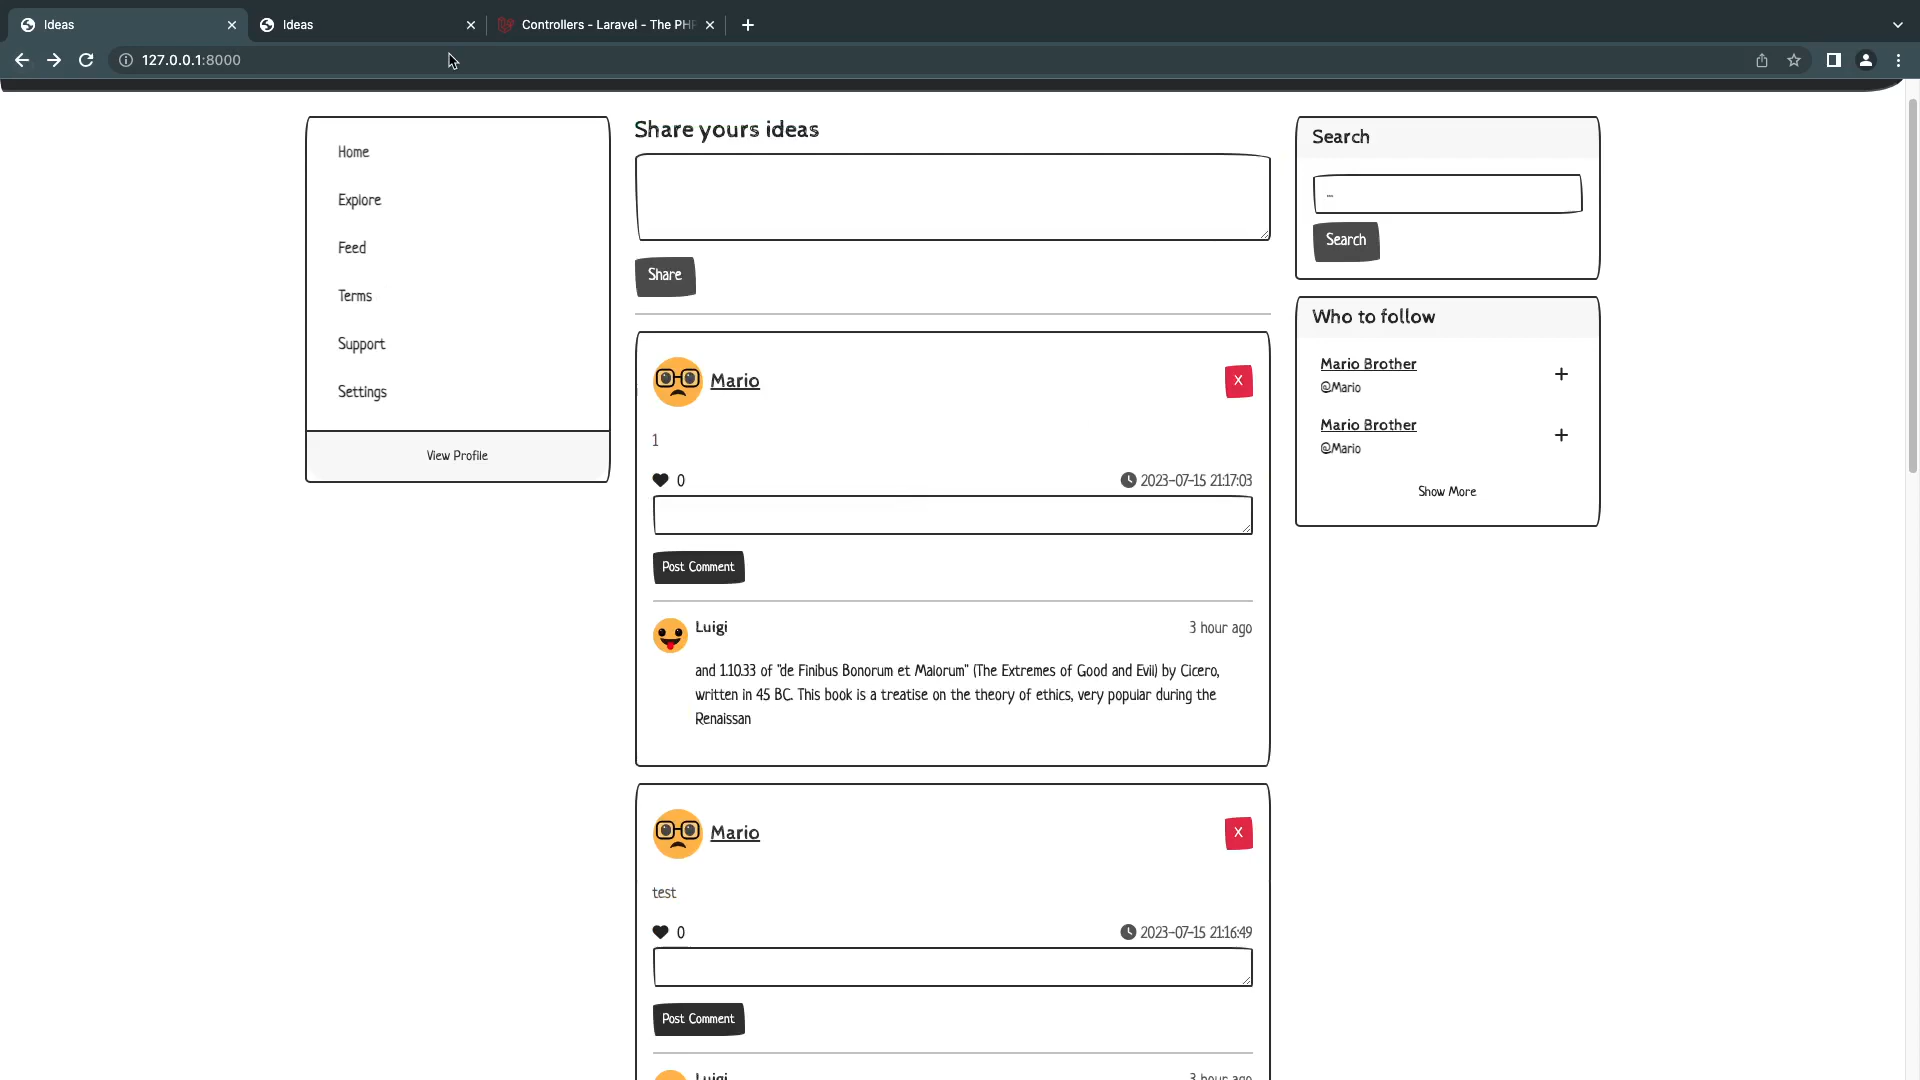 Ideas
Ideas
Controllers - Laravel - The PHP
127.0.0.1:8000
Home
Explore
Feed
Terms
Support
Settings
View Profile
Share yours ideas
Share
Mario
X
1
0
2023-07-15 21:17:03
Post Comment
Luigi
3 hour ago
and 1.10.33 of "de Finibus Bonorum et Malorum" (The Extremes of Good and Evil) by Cicero,
written in 45 BC. This book is a treatise on the theory of ethics, very popular during the
Renaissan
Mario
X
test
0
2023-07-15 21:16:49
Post Comment
Luigi
3 hour ago
Search
...
Search
Who to follow
Mario Brother
@Mario
Mario Brother
@Mario
Show More